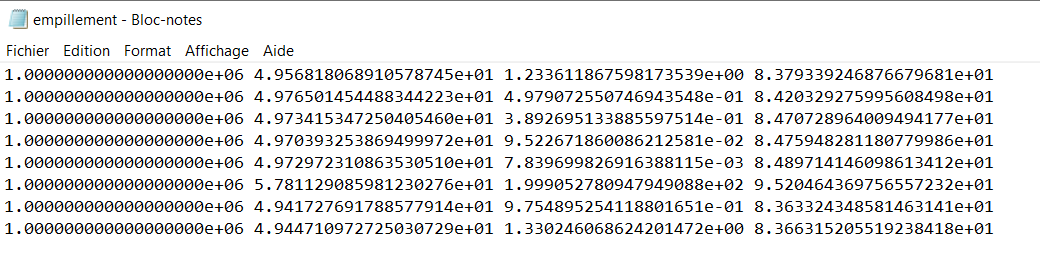 empillement - Bloc-notes
Fichier Edition Format Affichage Aide
1.000000000000000000e+06 4.956818068910578745e+01 1.233611867598173539e+00 8.379339246876679681e+01
1.000000000000000000e+06 4.976501454488344223e+01 4.979072550746943548e-01 8.420329275995608498e+01
1.000000000000000000e+06 4.973415347250405460e+01 3.892695133885597514e-01 8.470728964009494177e+01
1.000000000000000000e+06 4.970393253869499972e+01 9.522671860086212581e-02 8.475948281180779986e+01
1.000000000000000000e+06 4.972972310863530510e+01 7.839699826916388115e-03 8.489714146098613412e+01
1.000000000000000000e+06 5.781129085981230276e+01 1.999052780947949088e+02 9.520464369756557232e+01
1.000000000000000000e+06 4.941727691788577914e+01 9.754895254118801651e-01 8.363324348581463141e+01
1.000000000000000000e+06 4.944710972725030729e+01 1.330246068624201472e+00 8.366315205519238418e+01